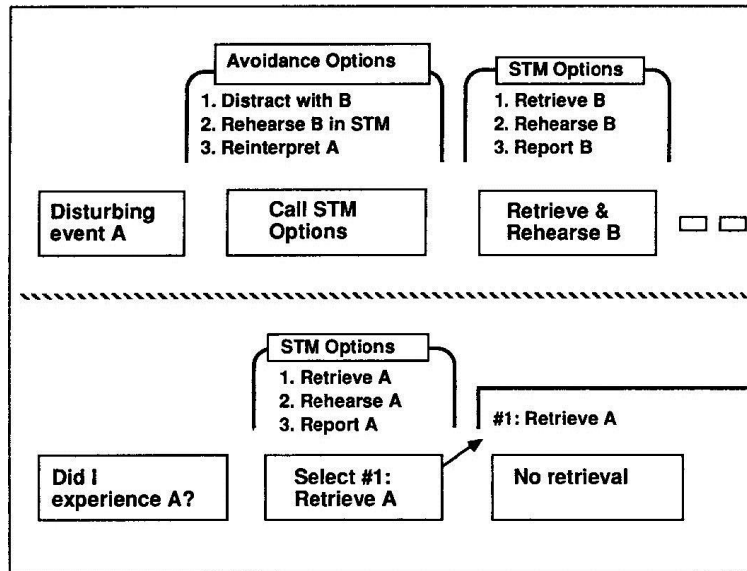 Avoidance Options
1. Distract with B
2. Rehearse B in STM
3. Reinterpret A
STM Options
1. Retrieve B
2. Rehearse B
3. Report B
Disturbing
event A
Call STM
Options
Retrieve &
Rehearse B
STM Options
1. Retrieve A
2. Rehearse A
3. Report A
#1: Retrieve A
Did I
experience A?
Select #1:
Retrieve A
No retrieval